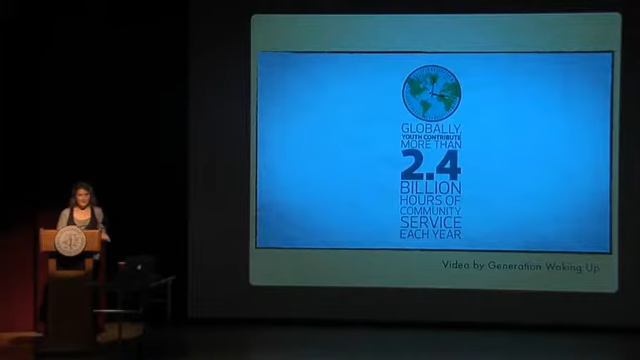 GLOBALLY,
YOUTH CONTRIBUTE
MORE THAN
2.4
BILLION
HOURS OF
COMMUNITY
SERVICE
EACH YEAR
Video by Generation Waking Up